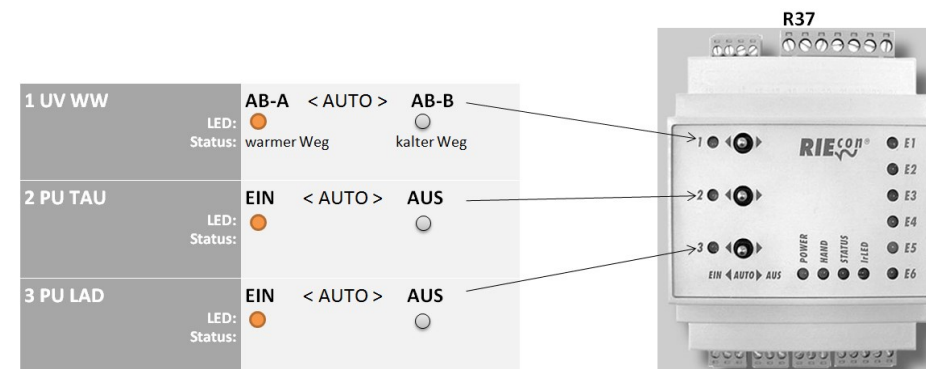 R37
1 UV WW AB-A < AUTO > AB-B
LED:
Status: warmer Weg kalter Weg
2 PU TAU EIN < AUTO > AUS
LED:
Status:
3 PU LAD EIN < AUTO > AUS
LED:
Status:
1
2
3
EIN AUTO AUS
RIEcon®
POWER
HAND
STATUS
IrLED
E1
E2
E3
E4
E5
E6